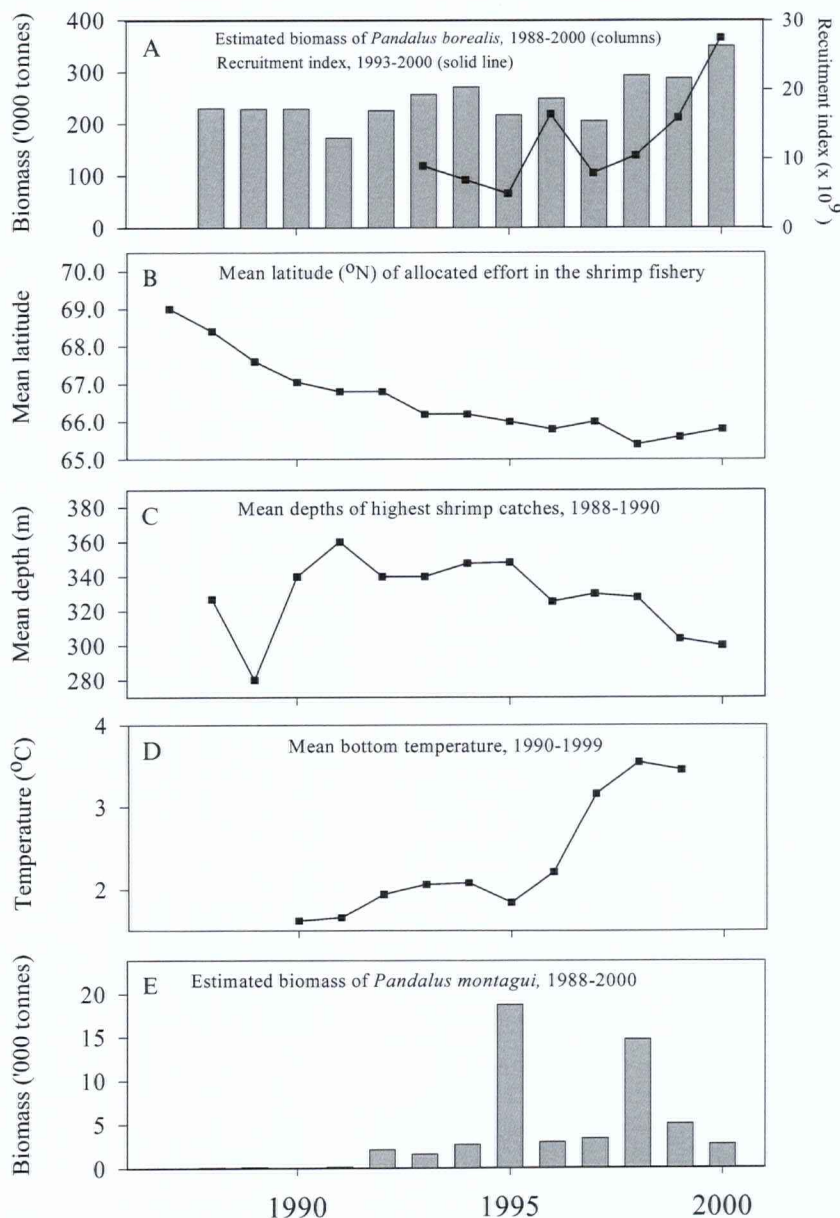 A
Estimated biomass of Pandalus borealis, 1988-2000 (columns)
Recruitment index, 1993-2000 (solid line)
Biomass ('000 tonnes)
400
300
200
100
0
30
20
10
0
Recruitment index (x 10⁹)
B
Mean latitude (°N) of allocated effort in the shrimp fishery
Mean latitude
70.0
69.0
68.0
67.0
66.0
65.0
C
Mean depths of highest shrimp catches, 1988-1990
Mean depth (m)
380
360
340
320
300
280
D
Mean bottom temperature, 1990-1999
Temperature (°C)
4
3
2
E
Estimated biomass of Pandalus montagui, 1988-2000
Biomass ('000 tonnes)
20
15
10
5
0
1990
1995
2000